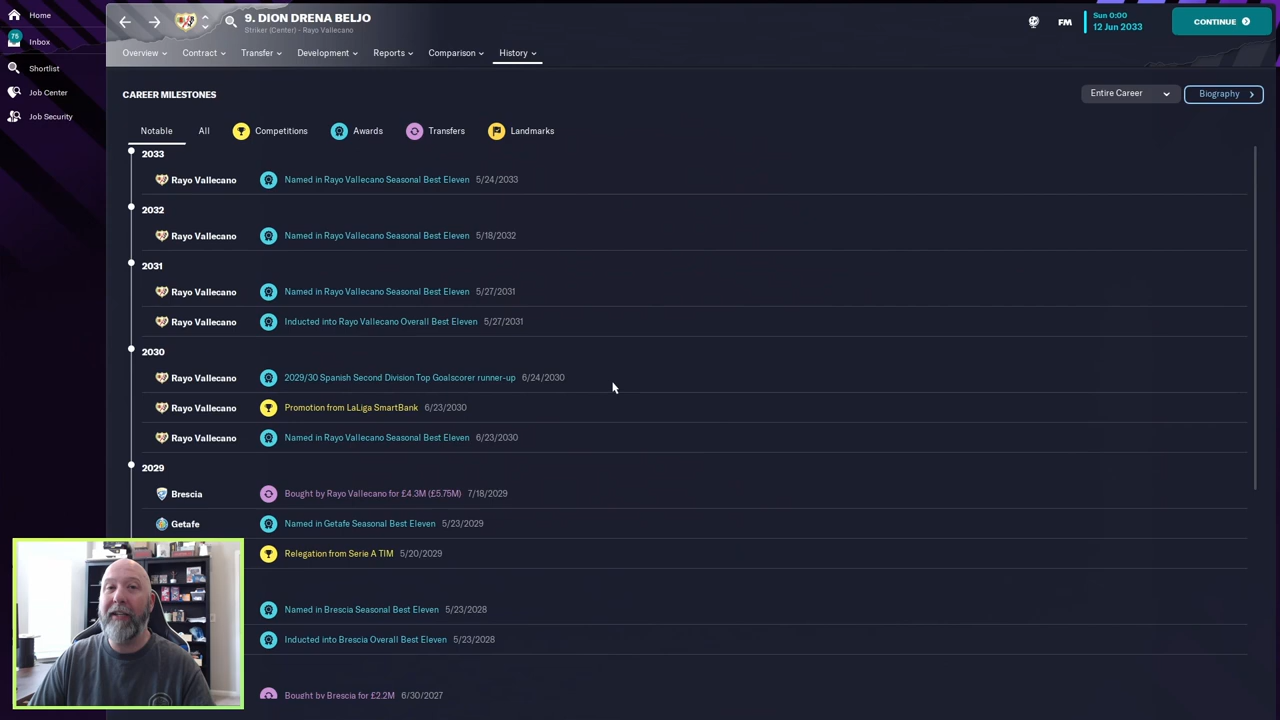 Home
9. DION DRENA BELJO
Striker (Center) - Rayo Vallecano
FM
Sun 0:00
12 Jun 2033
CONTINUE
75
Inbox
Shortlist
Job Center
Job Security
Overview
Contract
Transfer
Development
Reports
Comparison
History
CAREER MILESTONES
Entire Career
Biography
Notable
All
Competitions
Awards
Transfers
Landmarks
2033
Rayo Vallecano Named in Rayo Vallecano Seasonal Best Eleven 5/24/2033
2032
Rayo Vallecano Named in Rayo Vallecano Seasonal Best Eleven 5/18/2032
2031
Rayo Vallecano Named in Rayo Vallecano Seasonal Best Eleven 5/27/2031
Rayo Vallecano Inducted into Rayo Vallecano Overall Best Eleven 5/27/2031
2030
Rayo Vallecano 2029/30 Spanish Second Division Top Goalscorer runner-up 6/24/2030
Rayo Vallecano Promotion from LaLiga SmartBank 6/23/2030
Rayo Vallecano Named in Rayo Vallecano Seasonal Best Eleven 6/23/2030
2029
Brescia Bought by Rayo Vallecano for £4.3M (£5.75M) 7/18/2029
Getafe Named in Getafe Seasonal Best Eleven 5/23/2029
Relegation from Serie A TIM 5/20/2029
Named in Brescia Seasonal Best Eleven 5/23/2028
Inducted into Brescia Overall Best Eleven 5/23/2028
Bought by Brescia for £2.2M 6/30/2027